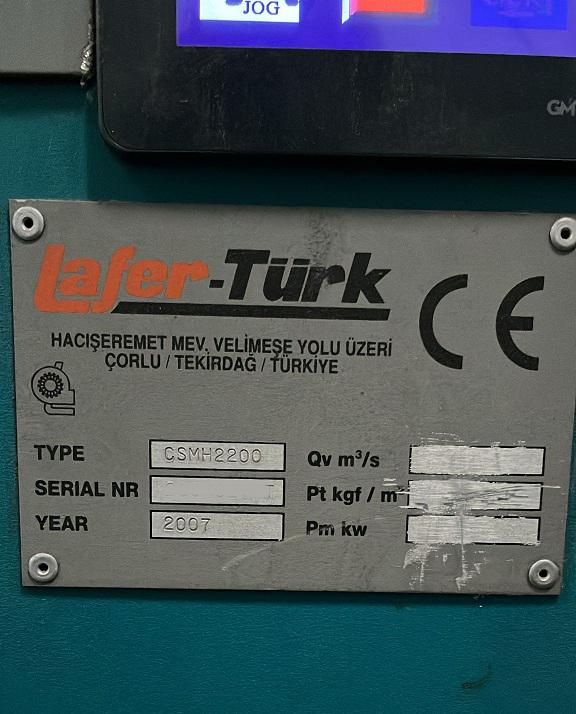 JOG
GM
Lafer-Türk
CE
HACIŞEREMET MEV. VELİMEŞE YOLU ÜZERİ
ÇORLU / TEKİRDAĞ / TÜRKİYE
TYPE CSMH2200 Qv m³/s
SERIAL NR Pt kgf / m
YEAR 2007 Pm kw